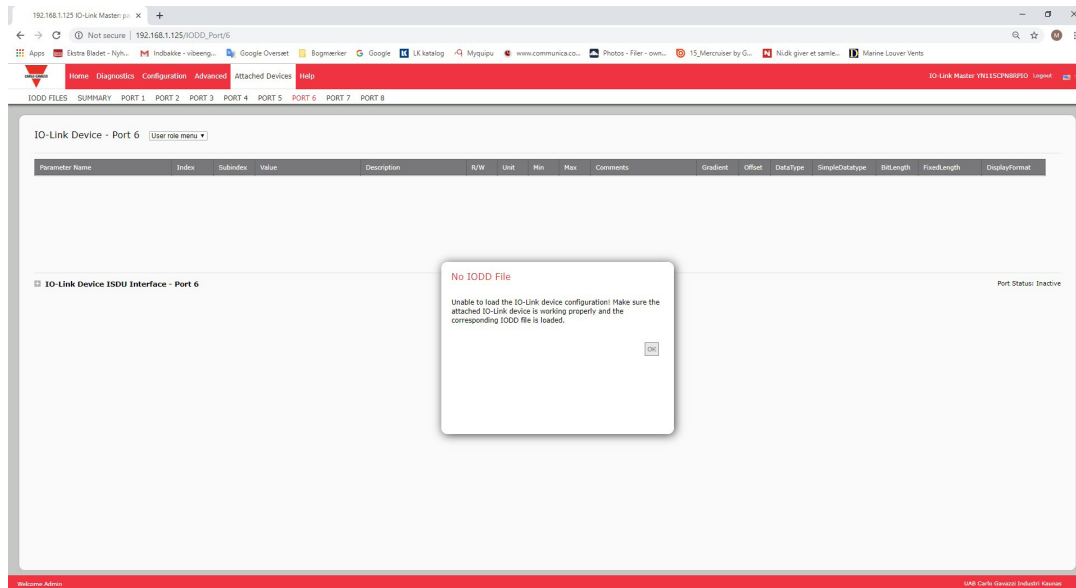 192.168.1.125 IO-Link Master: pa
Not secure | 192.168.1.125/IODD_Port/6
Apps Ekstra Bladet - Nyh... Indbakke - vibeeng... Google Oversæt Bogmærker Google LK katalog Myquipu www.communica.co... Photos - Filer - own... 15_Mercruiser by G... Ni.dk giver et samle... Marine Louver Vents
CARLO GAVAZZI Home Diagnostics Configuration Advanced Attached Devices Help IO-Link Master YN115CPN8RPIO Logout
IODD FILES SUMMARY PORT 1 PORT 2 PORT 3 PORT 4 PORT 5 PORT 6 PORT 7 PORT 8
IO-Link Device - Port 6 User role menu
Parameter Name Index Subindex Value Description R/W Unit Min Max Comments Gradient Offset DataType SimpleDatatype BitLength FixedLength DisplayFormat
No IODD File
IO-Link Device ISDU Interface - Port 6 Port Status: Inactive
Unable to load the IO-Link device configuration! Make sure the
attached IO-Link device is working properly and the
corresponding IODD file is loaded.
OK
Welcome Admin UAB Carlo Gavazzi Industri Kaunas